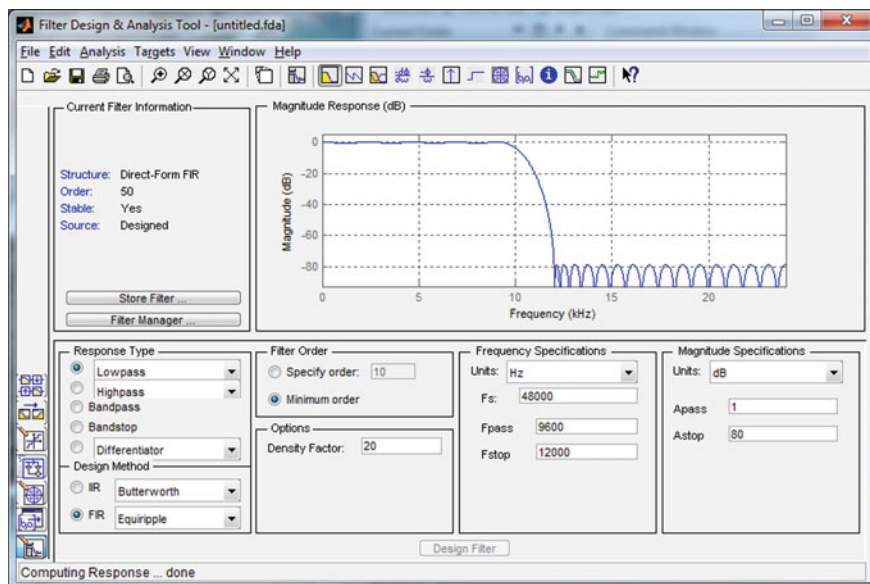 Filter Design & Analysis Tool - [untitled.fda]
File Edit Analysis Targets View Window Help
Current Filter Information
Structure: Direct-Form FIR
Order: 50
Stable: Yes
Source: Designed
Store Filter ...
Filter Manager ...
Magnitude Response (dB)
Magnitude (dB)
0
-20
-40
-60
-80
0 5 10 15 20
Frequency (kHz)
Response Type
Lowpass
Highpass
Bandpass
Bandstop
Differentiator
Design Method
IIR Butterworth
FIR Equiripple
Filter Order
Specify order: 10
Minimum order
Options
Density Factor: 20
Frequency Specifications
Units: Hz
Fs: 48000
Fpass 9600
Fstop 12000
Magnitude Specifications
Units: dB
Apass 1
Astop 80
Design Filter
Computing Response ... done